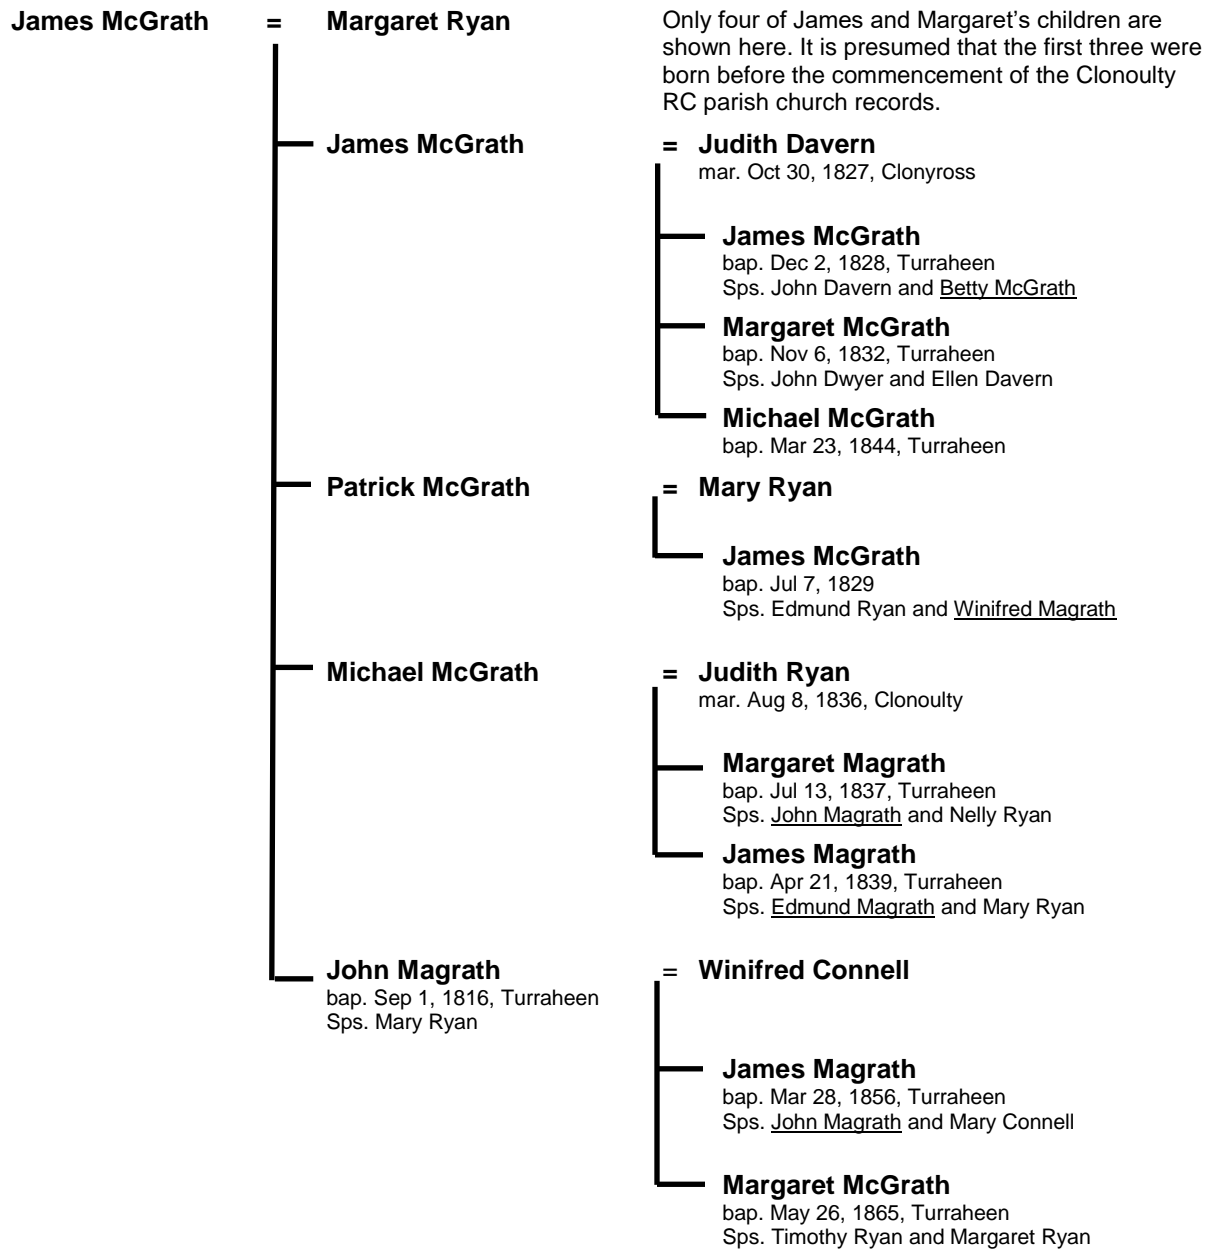 James McGrath = Margaret Ryan
Only four of James and Margaret’s children are
shown here. It is presumed that the first three were
born before the commencement of the Clonoulty
RC parish church records.
James McGrath = Judith Davern
mar. Oct 30, 1827, Clonyross
James McGrath
bap. Dec 2, 1828, Turraheen
Sps. John Davern and Betty McGrath
Margaret McGrath
bap. Nov 6, 1832, Turraheen
Sps. John Dwyer and Ellen Davern
Michael McGrath
bap. Mar 23, 1844, Turraheen
Patrick McGrath = Mary Ryan
James McGrath
bap. Jul 7, 1829
Sps. Edmund Ryan and Winifred Magrath
Michael McGrath = Judith Ryan
mar. Aug 8, 1836, Clonoulty
Margaret Magrath
bap. Jul 13, 1837, Turraheen
Sps. John Magrath and Nelly Ryan
James Magrath
bap. Apr 21, 1839, Turraheen
Sps. Edmund Magrath and Mary Ryan
John Magrath = Winifred Connell
bap. Sep 1, 1816, Turraheen
Sps. Mary Ryan
James Magrath
bap. Mar 28, 1856, Turraheen
Sps. John Magrath and Mary Connell
Margaret McGrath
bap. May 26, 1865, Turraheen
Sps. Timothy Ryan and Margaret Ryan